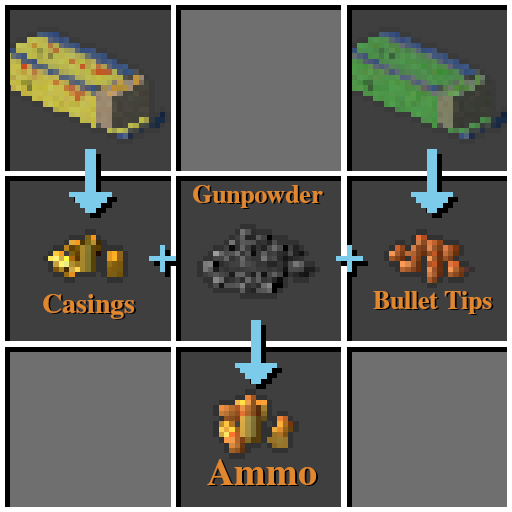 Gunpowder
Casings
+
+
Bullet Tips
Ammo